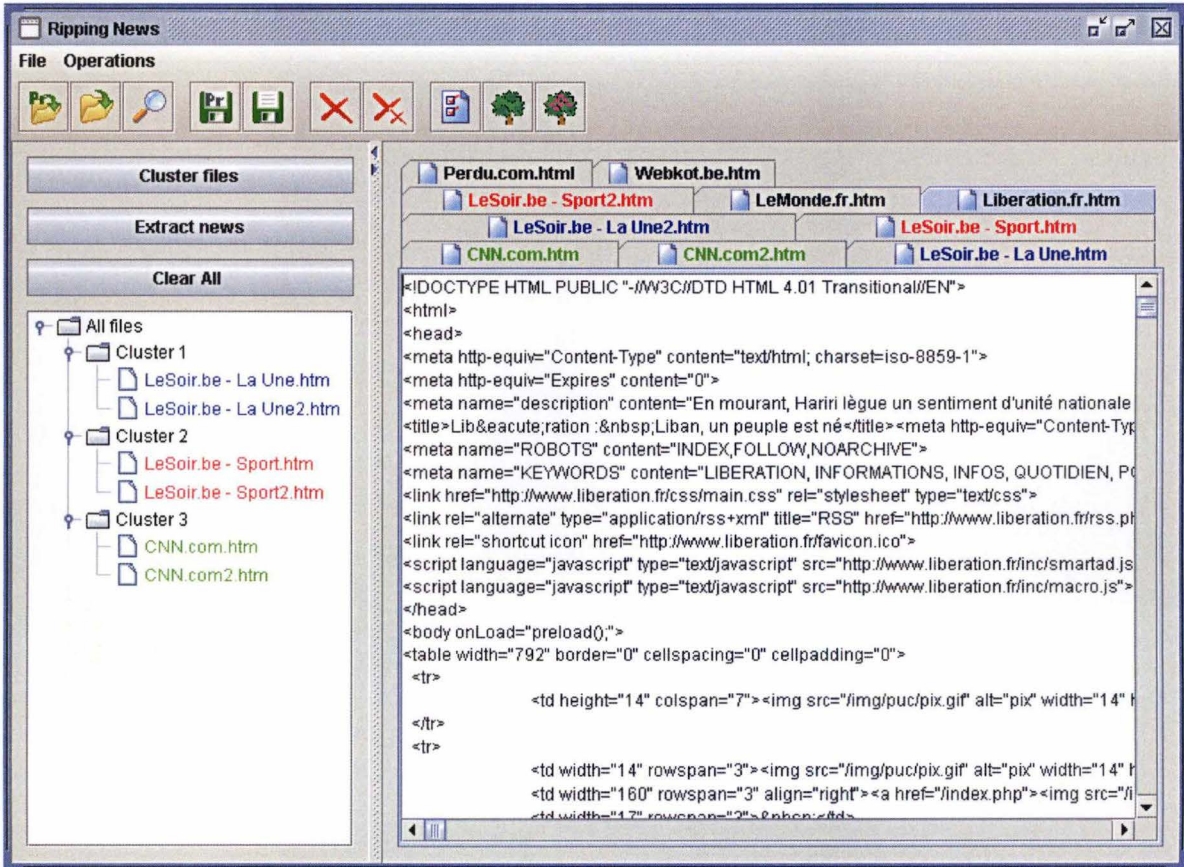 Ripping News
File Operations
Pr
Pr
Cluster files
Extract news
Clear All
All files
Cluster 1
LeSoir.be - La Une.htm
LeSoir.be - La Une2.htm
Cluster 2
LeSoir.be - Sport.htm
LeSoir.be - Sport2.htm
Cluster 3
CNN.com.htm
CNN.com2.htm
Perdu.com.html Webkot.be.htm
LeSoir.be - Sport2.htm LeMonde.fr.htm Liberation.fr.htm
LeSoir.be - La Une2.htm LeSoir.be - Sport.htm
CNN.com.htm CNN.com2.htm LeSoir.be - La Une.htm
<!DOCTYPE HTML PUBLIC "-//W3C//DTD HTML 4.01 Transitional//EN">
<html>
<head>
<meta http-equiv="Content-Type" content="text/html; charset=iso-8859-1">
<meta http-equiv="Expires" content="0">
<meta name="description" content="En mourant, Hariri lègue un sentiment d'unité nationale
<title>Lib&eacute;ration :&nbsp;Liban, un peuple est né</title><meta http-equiv="Content-Typ
<meta name="ROBOTS" content="INDEX,FOLLOW,NOARCHIVE">
<meta name="KEYWORDS" content="LIBERATION, INFORMATIONS, INFOS, QUOTIDIEN, PO
<link href="http://www.liberation.fr/css/main.css" rel="stylesheet" type="text/css">
<link rel="alternate" type="application/rss+xml" title="RSS" href="http://www.liberation.fr/rss.ph
<link rel="shortcut icon" href="http://www.liberation.fr/favicon.ico">
<script language="javascript" type="text/javascript" src="http://www.liberation.fr/inc/smartad.js
<script language="javascript" type="text/javascript" src="http://www.liberation.fr/inc/macro.js">
</head>
<body onLoad="preload();">
<table width="792" border="0" cellspacing="0" cellpadding="0">
<tr>
<td height="14" colspan="7"><img src="/img/puc/pix.gif" alt="pix" width="14" h
</tr>
<tr>
<td width="14" rowspan="3"><img src="/img/puc/pix.gif" alt="pix" width="14" h
<td width="160" rowspan="3" align="right"><a href="/index.php"><img src="/i
<td width="17" rowspan="3">&nbsp;</td>